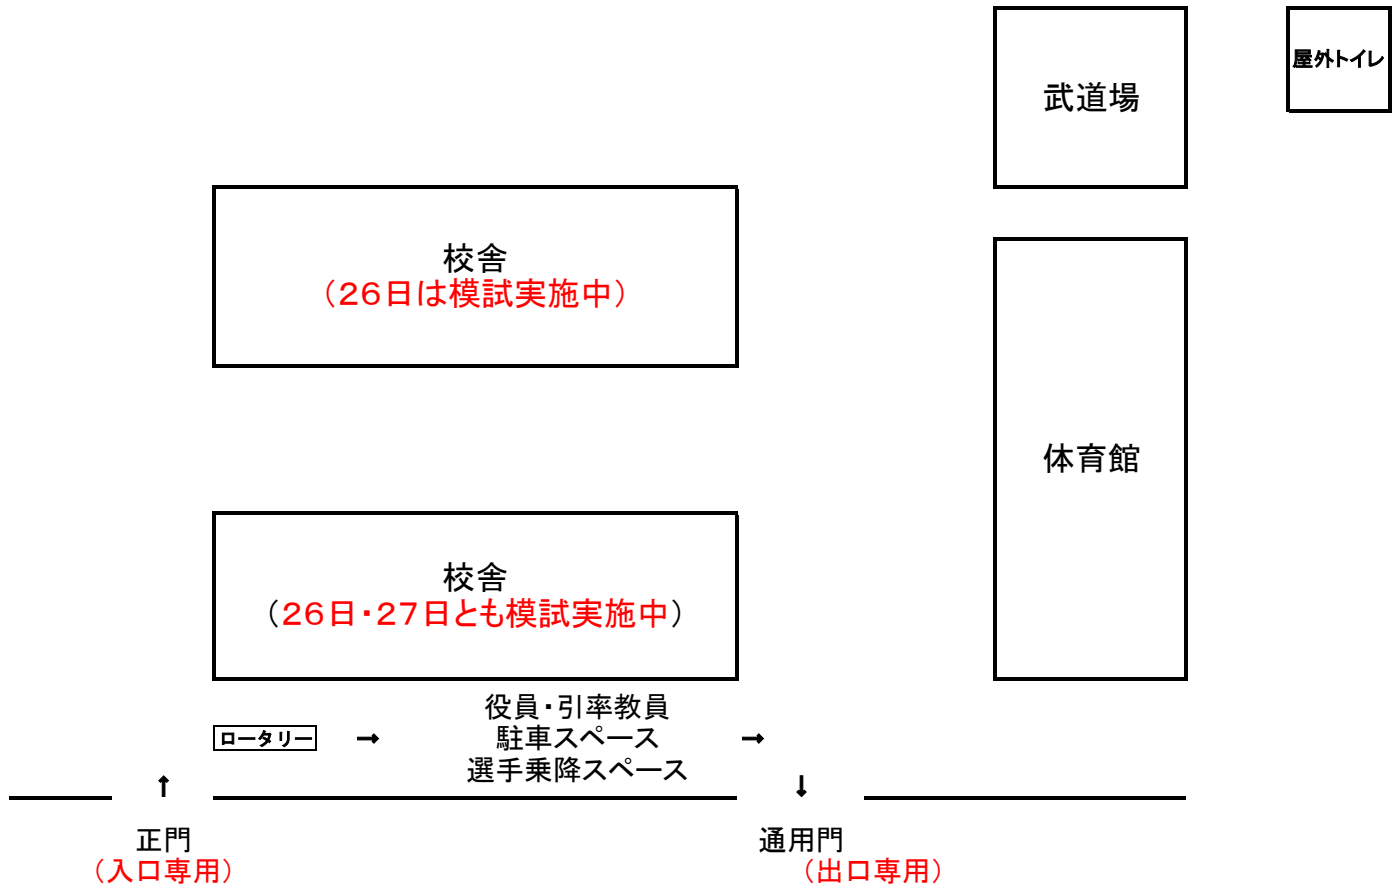 屋外トイレ
武道場
校舎
（２６日は模試実施中）
体育館
校舎
（２６日・２７日とも模試実施中）
役員・引率教員
ロータリー → 駐車スペース →
選手乗降スペース
↑ ↓
正門 通用門
（入口専用） （出口専用）